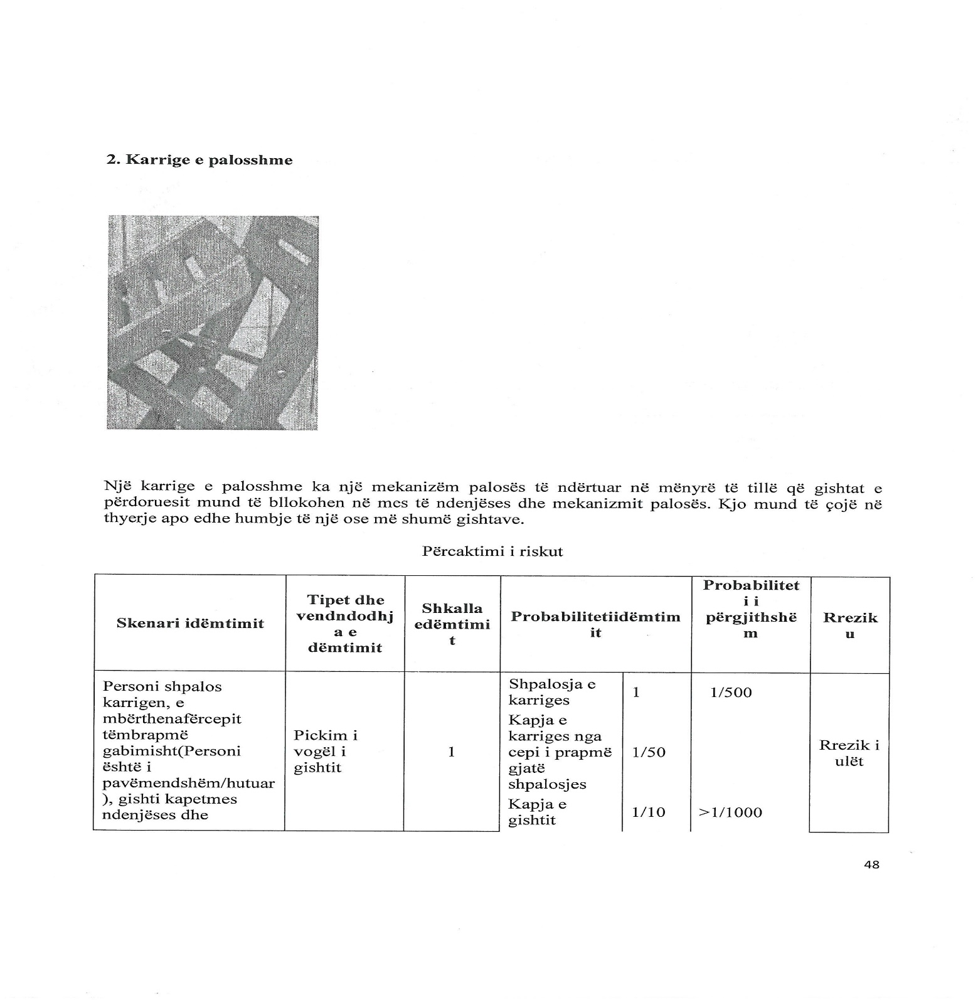 2. Karrige e palosshme
Një karrige e palosshme ka një mekanizëm palosës të ndërtuar në mënyrë të tillë që gishtat e
përdoruesit mund të bllokohen në mes të ndenjëses dhe mekanizmit palosës. Kjo mund të çojë në
thyerje apo edhe humbje të një ose më shumë gishtave.
Përcaktimi i riskut
Skenari idëmtimit
Tipet dhe
vendndodhj
a e
dëmtimit
Shkalla
edëmtimi
t
Probabilitetiidëmtim
it
Probabilitet
i i
përgjithshë
m
Rrezik
u
Personi shpalos
karrigen, e
mbërthenafërcepit
tëmbrapmë
gabimisht(Personi
është i
pavëmendshëm/hutuar
), gishti kapetmes
ndenjëses dhe
Pickim i
vogël i
gishtit
1
Shpalosja e
karriges
1
1/500
Kapja e
karriges nga
cepi i prapmë
gjatë
shpalosjes
1/50
Kapja e
gishtit
1/10
>1/1000
Rrezik i
ulët
48